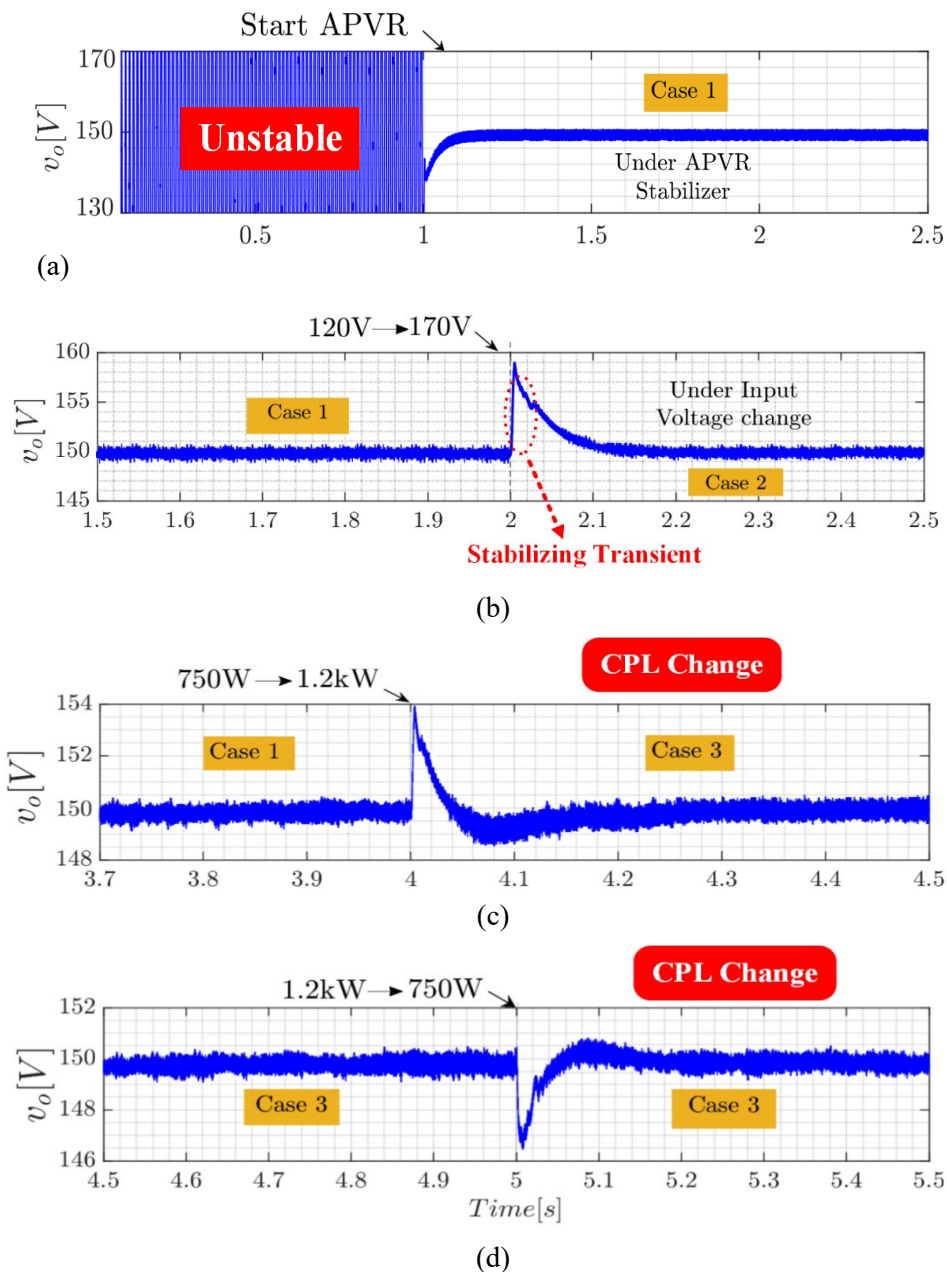 Start APVR
170
Case 1
Unstable
150
v_o[V]
Under APVR
Stabilizer
130
0.5 1 1.5 2 2.5
(a)
120V→170V
160
Under Input
Voltage change
155
Case 1
v_o[V]
150
Case 2
145
1.5 1.6 1.7 1.8 1.9 2 2.1 2.2 2.3 2.4 2.5
Stabilizing Transient
(b)
CPL Change
750W→1.2kW
154
Case 1 Case 3
152
v_o[V]
150
148
3.7 3.8 3.9 4 4.1 4.2 4.3 4.4 4.5
(c)
CPL Change
1.2kW→750W
152
150
v_o[V]
148
Case 3 Case 3
146
4.5 4.6 4.7 4.8 4.9 5 5.1 5.2 5.3 5.4 5.5
Time[s]
(d)